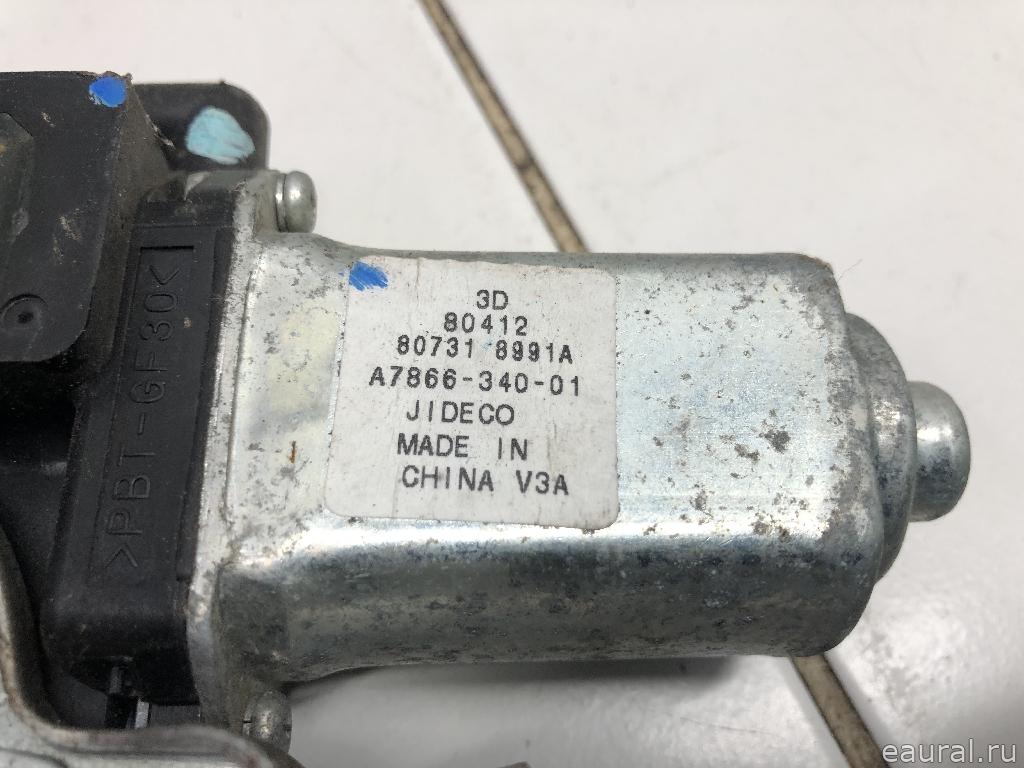 3D
80412
80731 8991A
A7866-340-01
JIDECO
MADE IN
CHINA V3A
>PBT-GF30<
eaural.ru